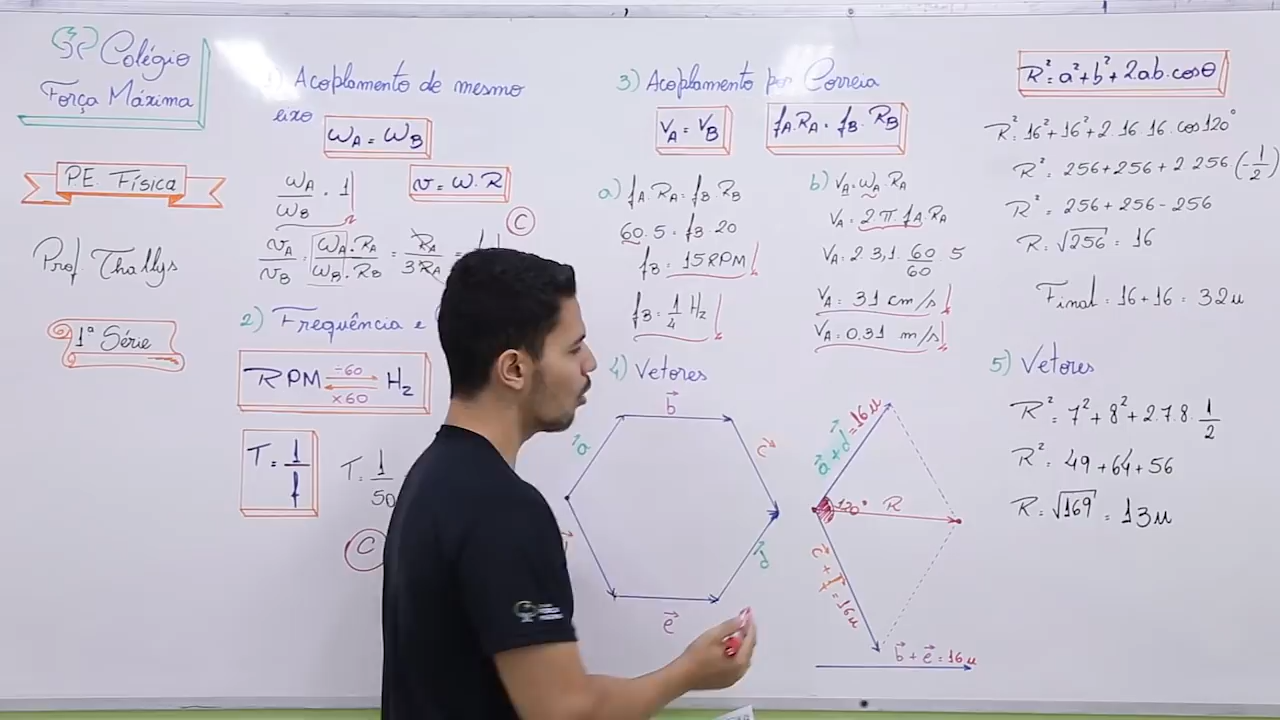 Colégio
Força Máxima
P.E. Física
Prof. Thallys
1ª Série
1) Acoplamento de mesmo
eixo
ωA = ωB
ωA/ωB = 1
v = ω.R
vA/vB = ωA.RA/ωB.RB = RA/3RA =
C
2) Frequência e
RPM ÷60 ×60 Hz
T = 1/f
T = 1/50
C
3) Acoplamento por Correia
VA = VB
fA.RA = fB.RB
a) fA.RA = fB.RB
60.5 = fB.20
fB = 15RPM
fB = 1/4 Hz
b) VA = ωA.RA
VA = 2.π.fA.RA
VA = 2.3,1.60/60.5
VA = 31 cm/s
VA = 0,31 m/s
4) Vetores
b
a
c
d
e
a + d = 16u
120°
R
c + f = 16u
b + e = 16u
R² = a² + b² + 2ab.cosθ
R² = 16² + 16² + 2.16.16.cos120°
R² = 256 + 256 + 2.256 (-1/2)
R² = 256 + 256 - 256
R = √256 = 16
Final = 16 + 16 = 32u
5) Vetores
R² = 7² + 8² + 2.7.8.1/2
R² = 49 + 64 + 56
R = √169 = 13u